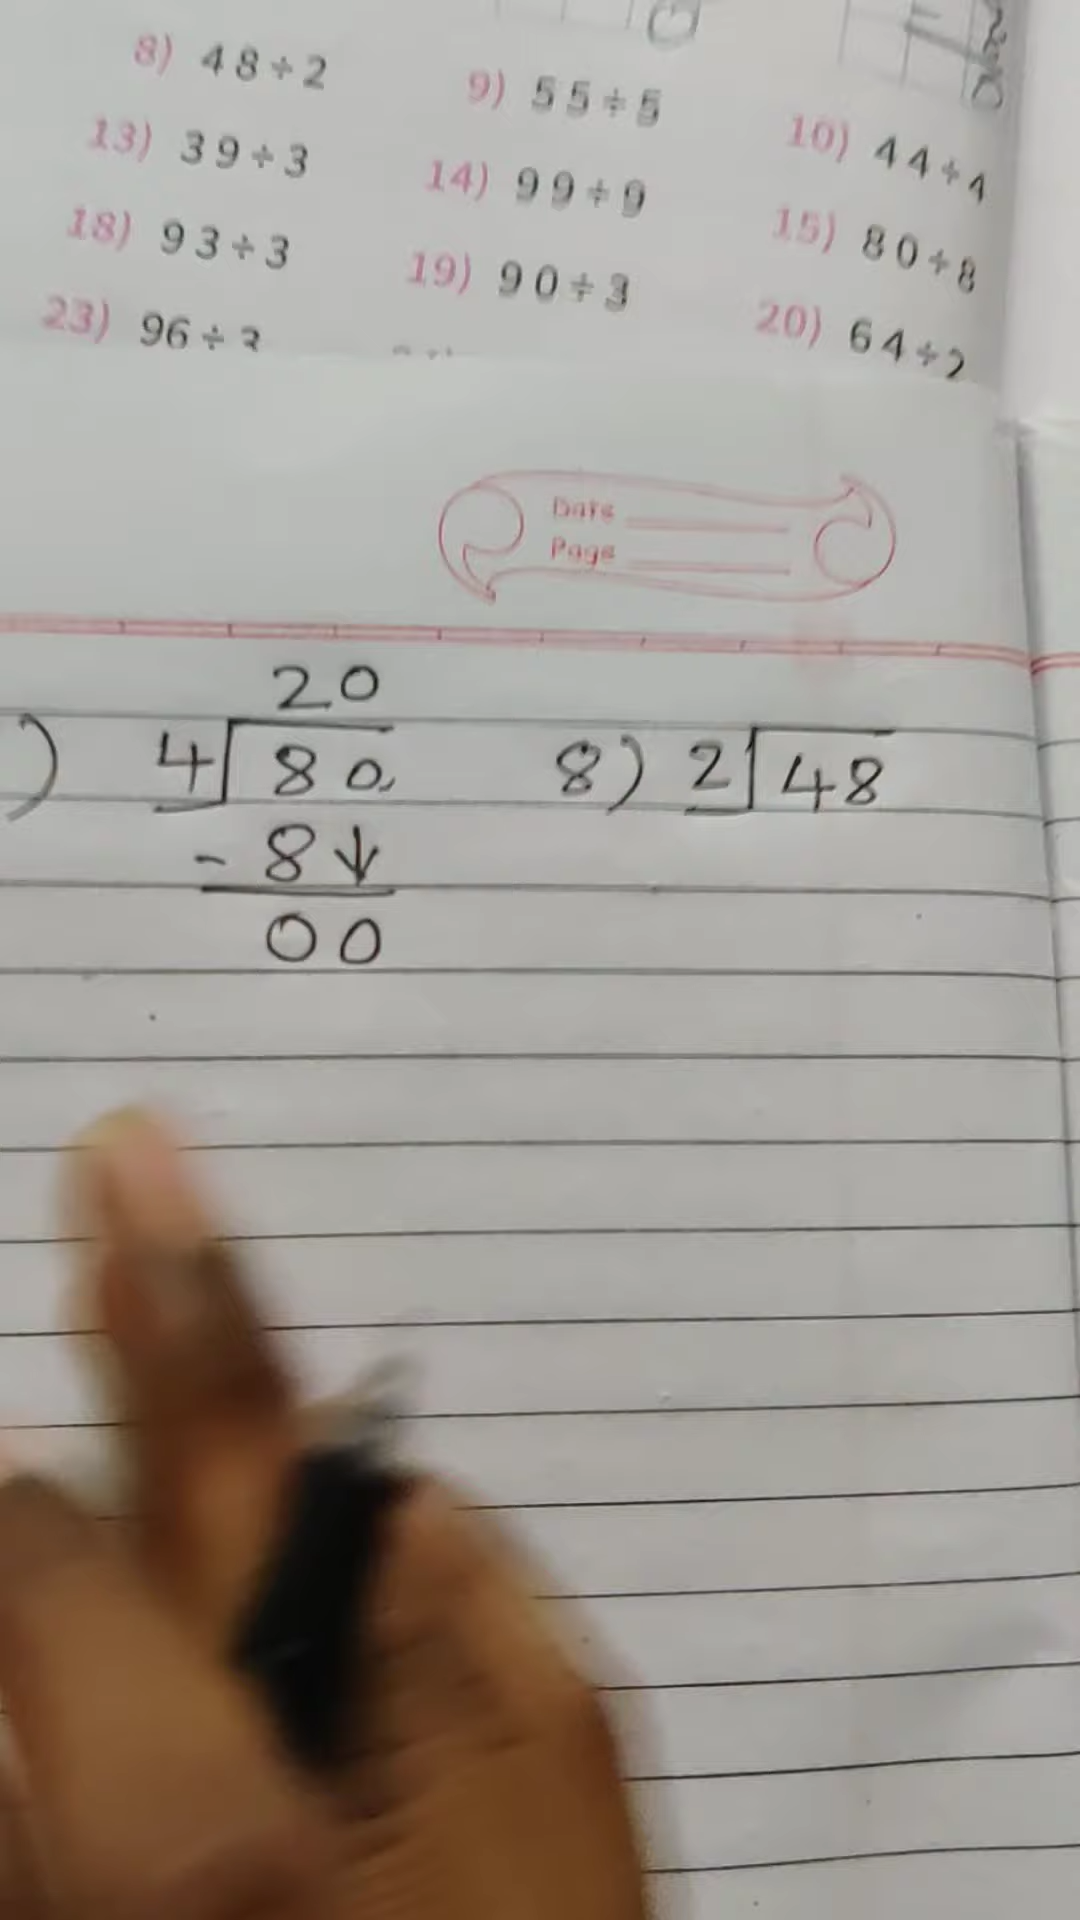 8) 48÷2 9) 55÷5 10) 44÷4
13) 39÷3 14) 99÷9 15) 80÷8
18) 93÷3 19) 90÷3 20) 64÷2
23) 96÷3
Date
Page
20
) 4 80 8) 2 48
- 8↓
00